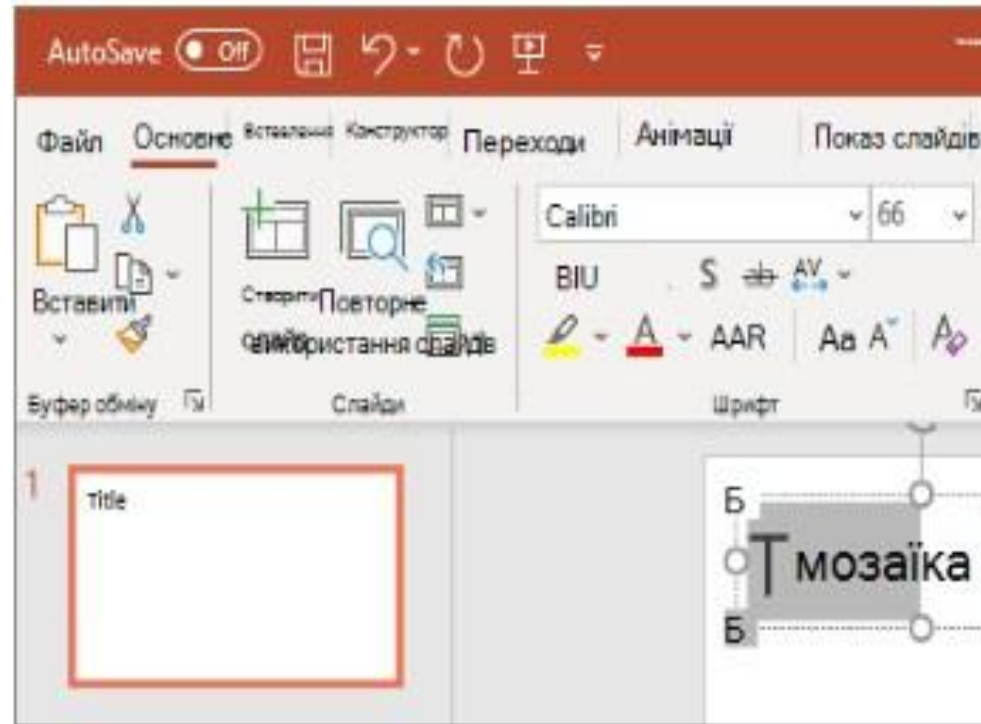 AutoSave Off
Файл Основне Вставлення Конструктор Переходи Анімації Показ слайдів
Calibri 66
BIU S ab AV
Вставити Створити Повторне
слайд використання слайдів A AAR Aa A A
Буфер обміну Слайди Шрифт
1
Title
Б
Т мозаїка
Б